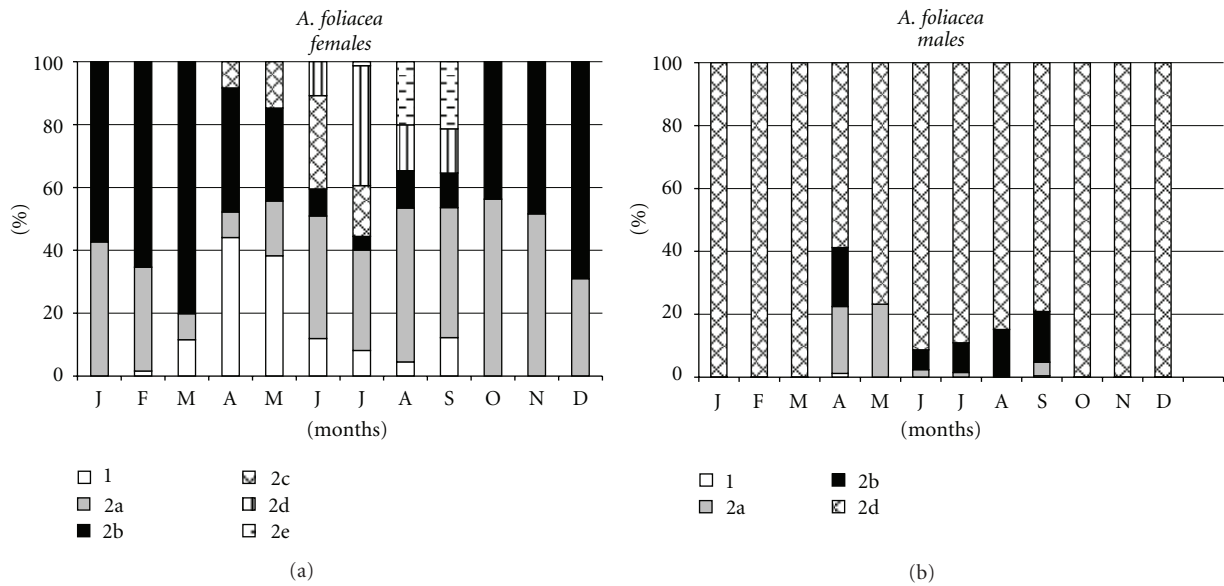 A. foliacea
females
100
80
60
40
20
0
(%)
J F M A M J J A S O N D
(months)
1
2a
2b
2c
2d
2e
(a)
A. foliacea
males
100
80
60
40
20
0
(%)
J F M A M J J A S O N D
(months)
1
2a
2b
2d
(b)